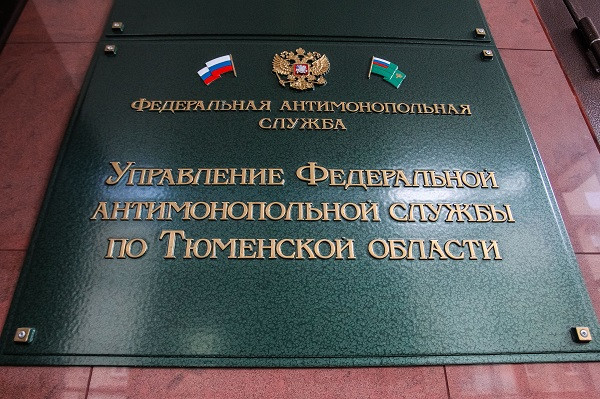 Федеральная антимонопольная
служба
Управление Федеральной
антимонопольной службы
по Тюменской области